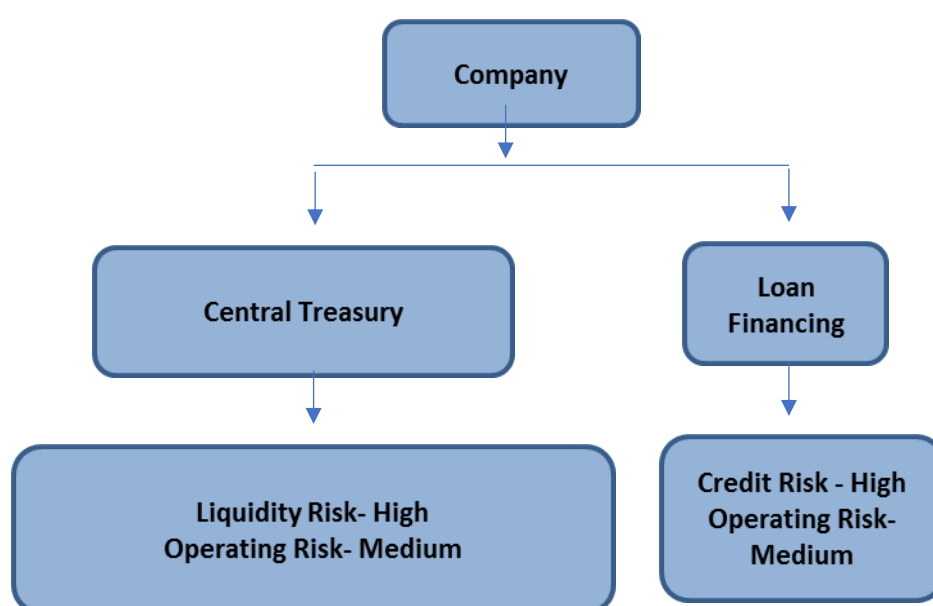 Company
Central Treasury
Loan
Financing
Liquidity Risk- High
Operating Risk- Medium
Credit Risk - High
Operating Risk-
Medium